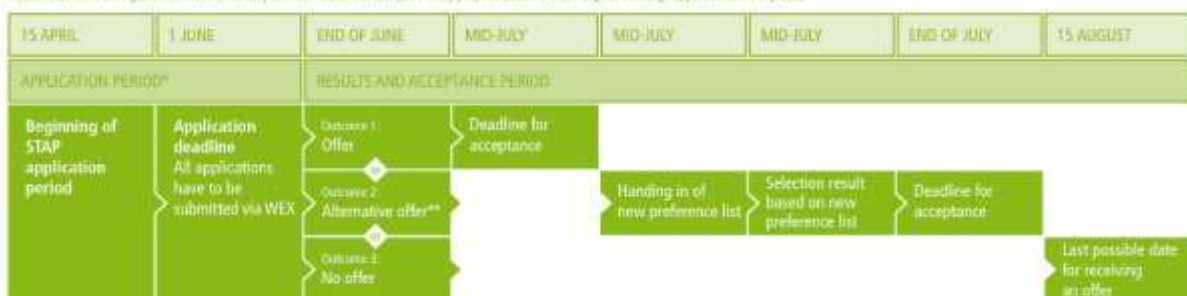 15 APRIL
1 JUNE
END OF JUNE
MID-JULY
MID-JULY
MID-JULY
END OF JULY
15 AUGUST
APPLICATION PERIOD*
RESULTS AND ACCEPTANCE PERIOD
Beginning of
STAP
application
period
Application
deadline
All applications
have to be
submitted via WEX
Outcome 1:
Offer
or
Outcome 2:
Alternative offer**
or
Outcome 3:
No offer
Deadline for
acceptance
Handing in of
new preference list
Selection result
based on new
preference list
Deadline for
acceptance
Last possible date
for receiving
an offer